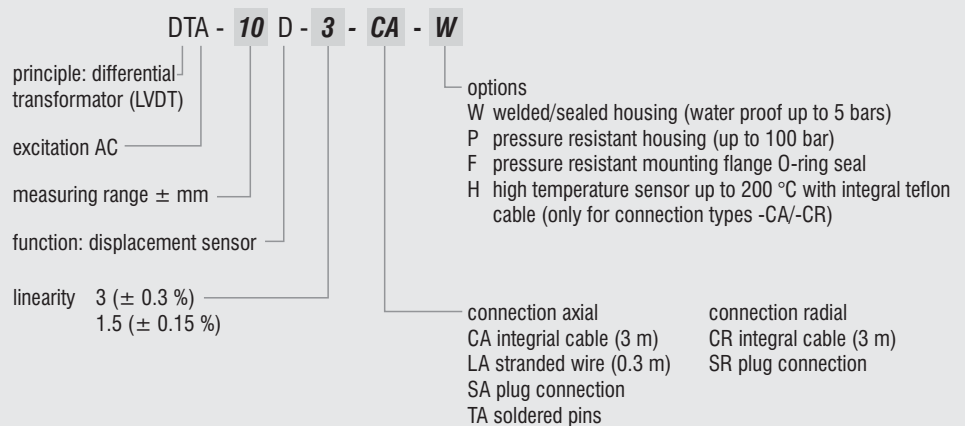 DTA - 10 D - 3 - CA - W
principle: differential
transformator (LVDT)
excitation AC
measuring range ± mm
function: displacement sensor
linearity 3 (± 0.3 %)
1.5 (± 0.15 %)
options
W welded/sealed housing (water proof up to 5 bars)
P pressure resistant housing (up to 100 bar)
F pressure resistant mounting flange O-ring seal
H high temperature sensor up to 200 °C with integral teflon
cable (only for connection types -CA/-CR)
connection axial
CA integrial cable (3 m)
LA stranded wire (0.3 m)
SA plug connection
TA soldered pins
connection radial
CR integral cable (3 m)
SR plug connection